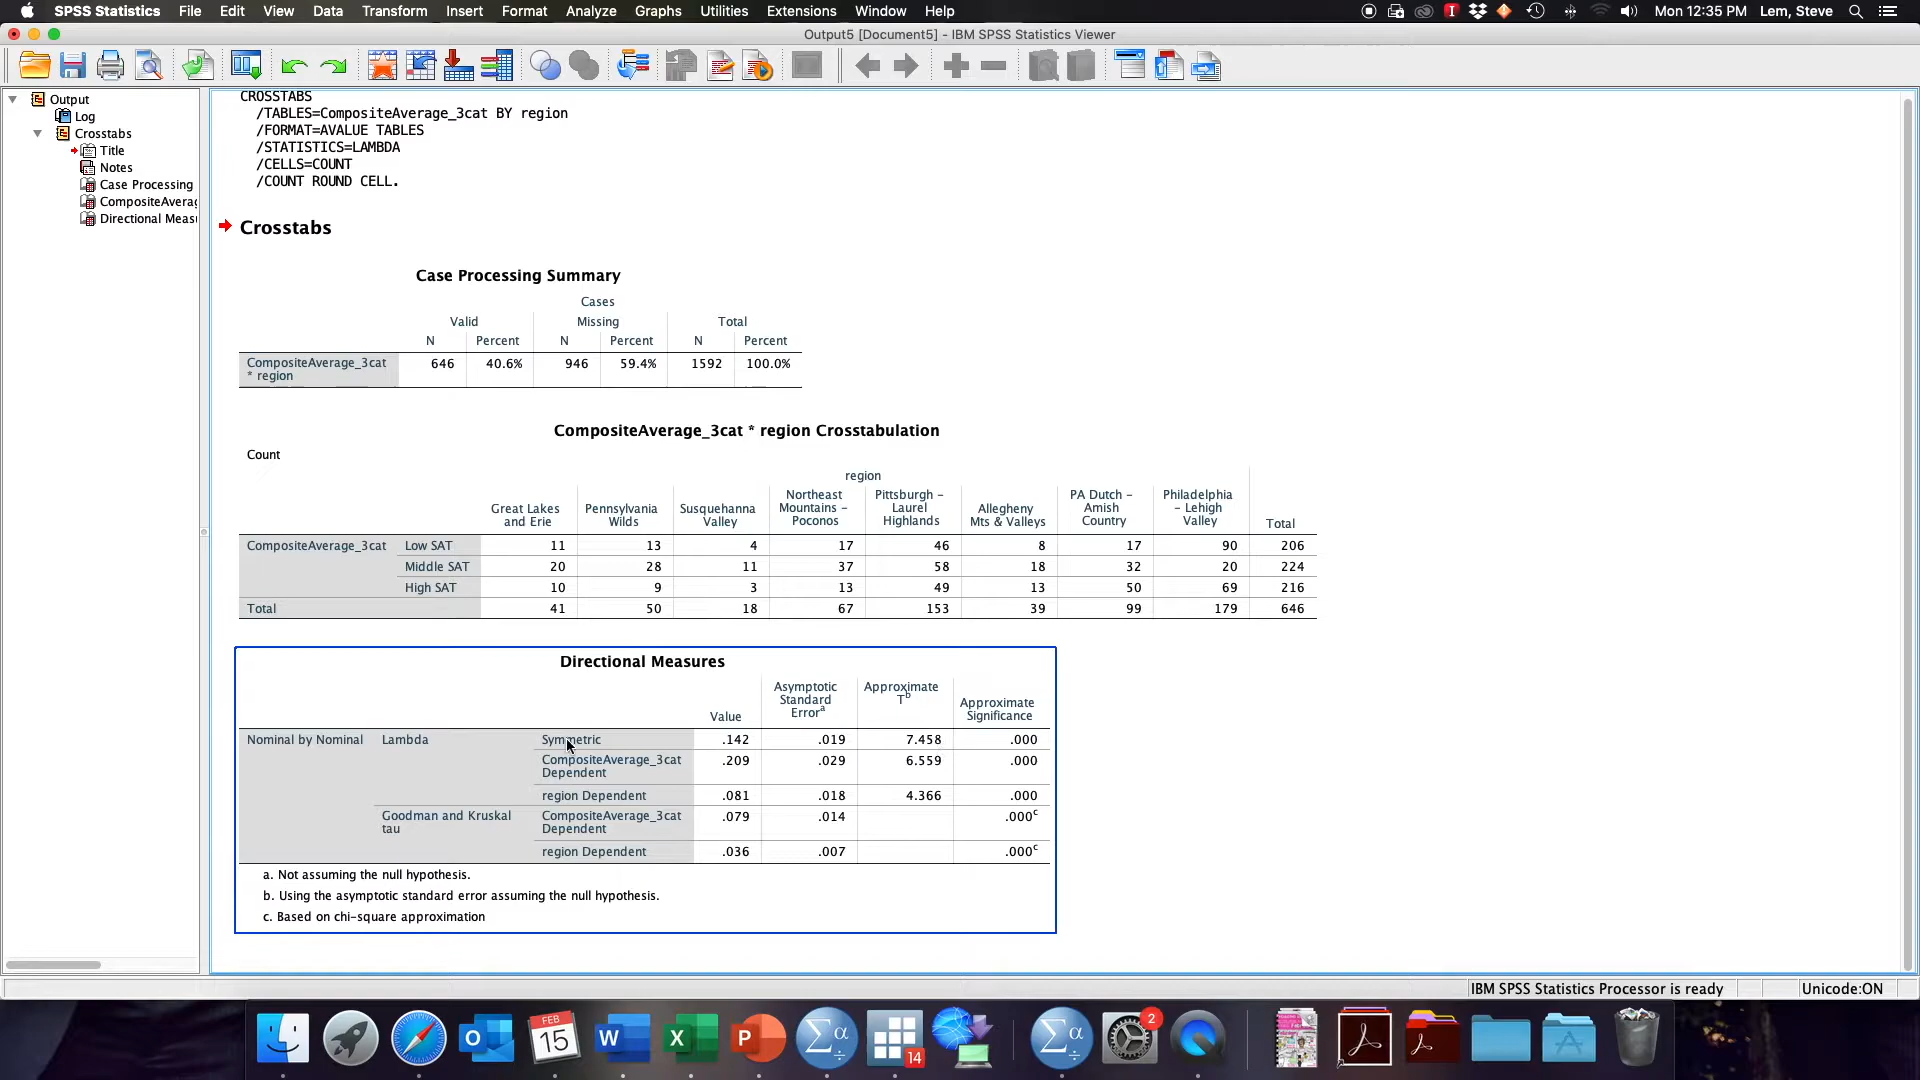 SPSS Statistics File Edit View Data Transform Insert Format Analyze Graphs Utilities Extensions Window Help Mon 12:35 PM Lem, Steve
Output5 [Document5] - IBM SPSS Statistics Viewer
Output
Log
Crosstabs
Title
Notes
Case Processing
CompositeAverag
Directional Meas
CROSSTABS
/TABLES=CompositeAverage_3cat BY region
/FORMAT=AVALUE TABLES
/STATISTICS=LAMBDA
/CELLS=COUNT
/COUNT ROUND CELL.
Crosstabs
Case Processing Summary
Cases
Valid Missing Total
N Percent N Percent N Percent
CompositeAverage_3cat 646 40.6% 946 59.4% 1592 100.0%
* region
CompositeAverage_3cat * region Crosstabulation
Count
region
Great Lakes and Erie Pennsylvania Wilds Susquehanna Valley Northeast Mountains - Poconos Pittsburgh - Laurel Highlands Allegheny Mts & Valleys PA Dutch - Amish Country Philadelphia - Lehigh Valley Total
CompositeAverage_3cat Low SAT 11 13 4 17 46 8 17 90 206
Middle SAT 20 28 11 37 58 18 32 20 224
High SAT 10 9 3 13 49 13 50 69 216
Total 41 50 18 67 153 39 99 179 646
Directional Measures
Value Asymptotic Standard Error a Approximate T b Approximate Significance
Nominal by Nominal Lambda Symmetric .142 .019 7.458 .000
CompositeAverage_3cat Dependent .209 .029 6.559 .000
region Dependent .081 .018 4.366 .000
Goodman and Kruskal tau CompositeAverage_3cat Dependent .079 .014 .000 c
region Dependent .036 .007 .000 c
a. Not assuming the null hypothesis.
b. Using the asymptotic standard error assuming the null hypothesis.
c. Based on chi-square approximation
IBM SPSS Statistics Processor is ready Unicode:ON
FEB
15
O
W
X
P
Σα
÷
14
Σα
÷
2